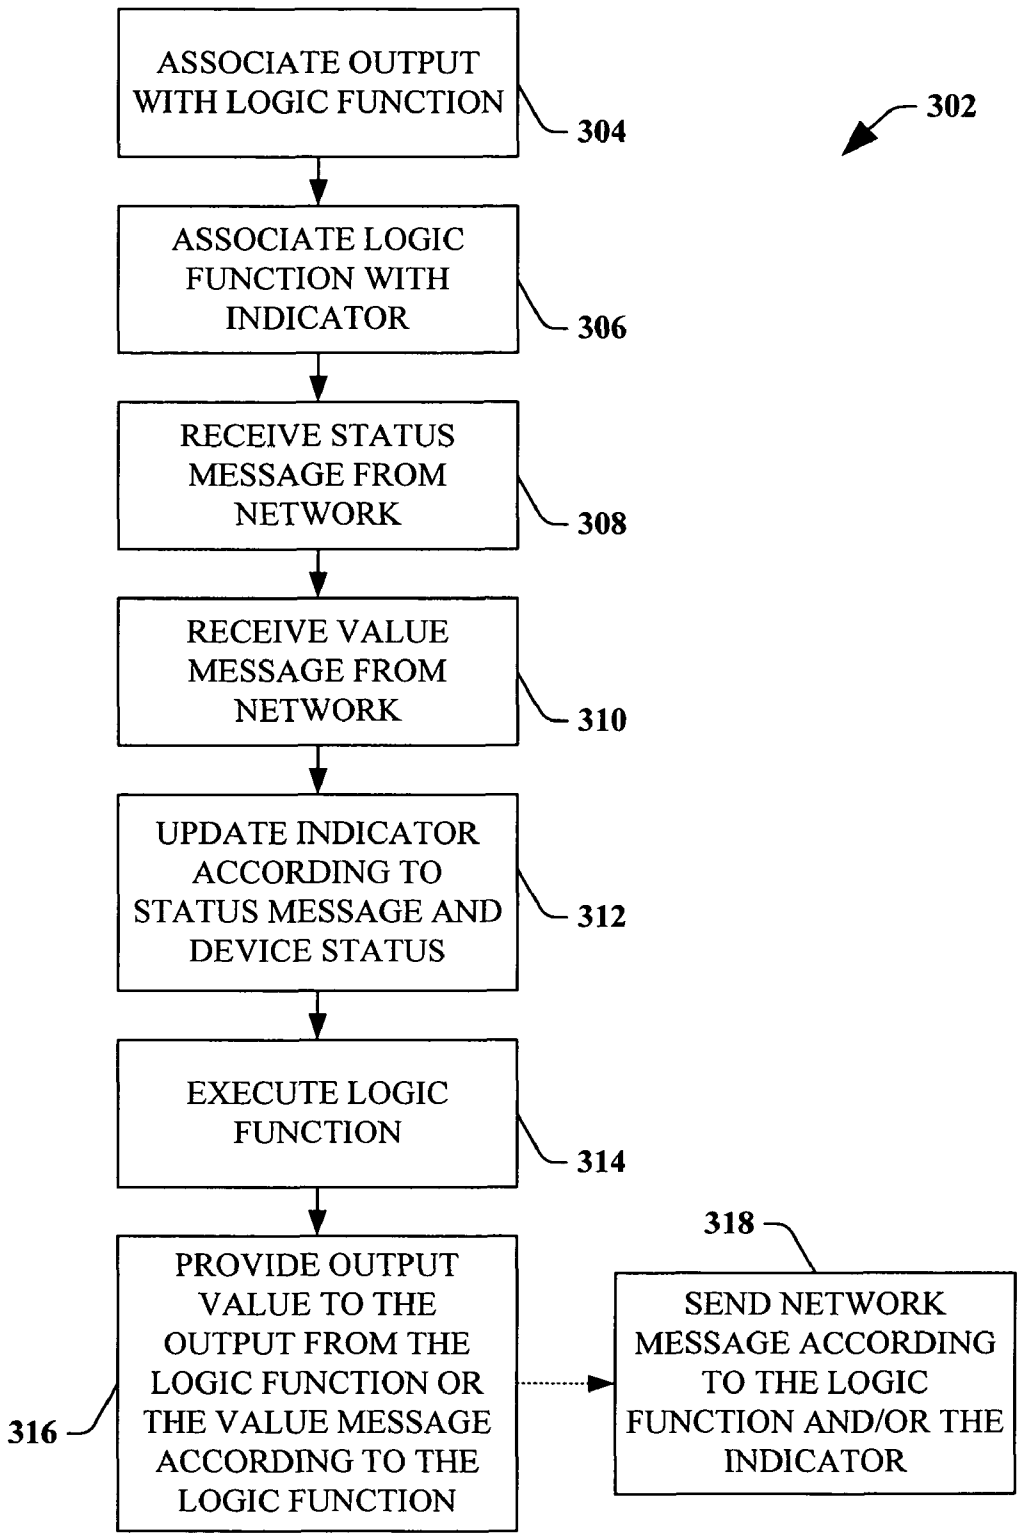 ASSOCIATE OUTPUT
WITH LOGIC FUNCTION
304
302
ASSOCIATE LOGIC
FUNCTION WITH
INDICATOR
306
RECEIVE STATUS
MESSAGE FROM
NETWORK
308
RECEIVE VALUE
MESSAGE FROM
NETWORK
310
UPDATE INDICATOR
ACCORDING TO
STATUS MESSAGE AND
DEVICE STATUS
312
EXECUTE LOGIC
FUNCTION
314
PROVIDE OUTPUT
VALUE TO THE
OUTPUT FROM THE
LOGIC FUNCTION OR
THE VALUE MESSAGE
ACCORDING TO THE
LOGIC FUNCTION
316
318
SEND NETWORK
MESSAGE ACCORDING
TO THE LOGIC
FUNCTION AND/OR THE
INDICATOR